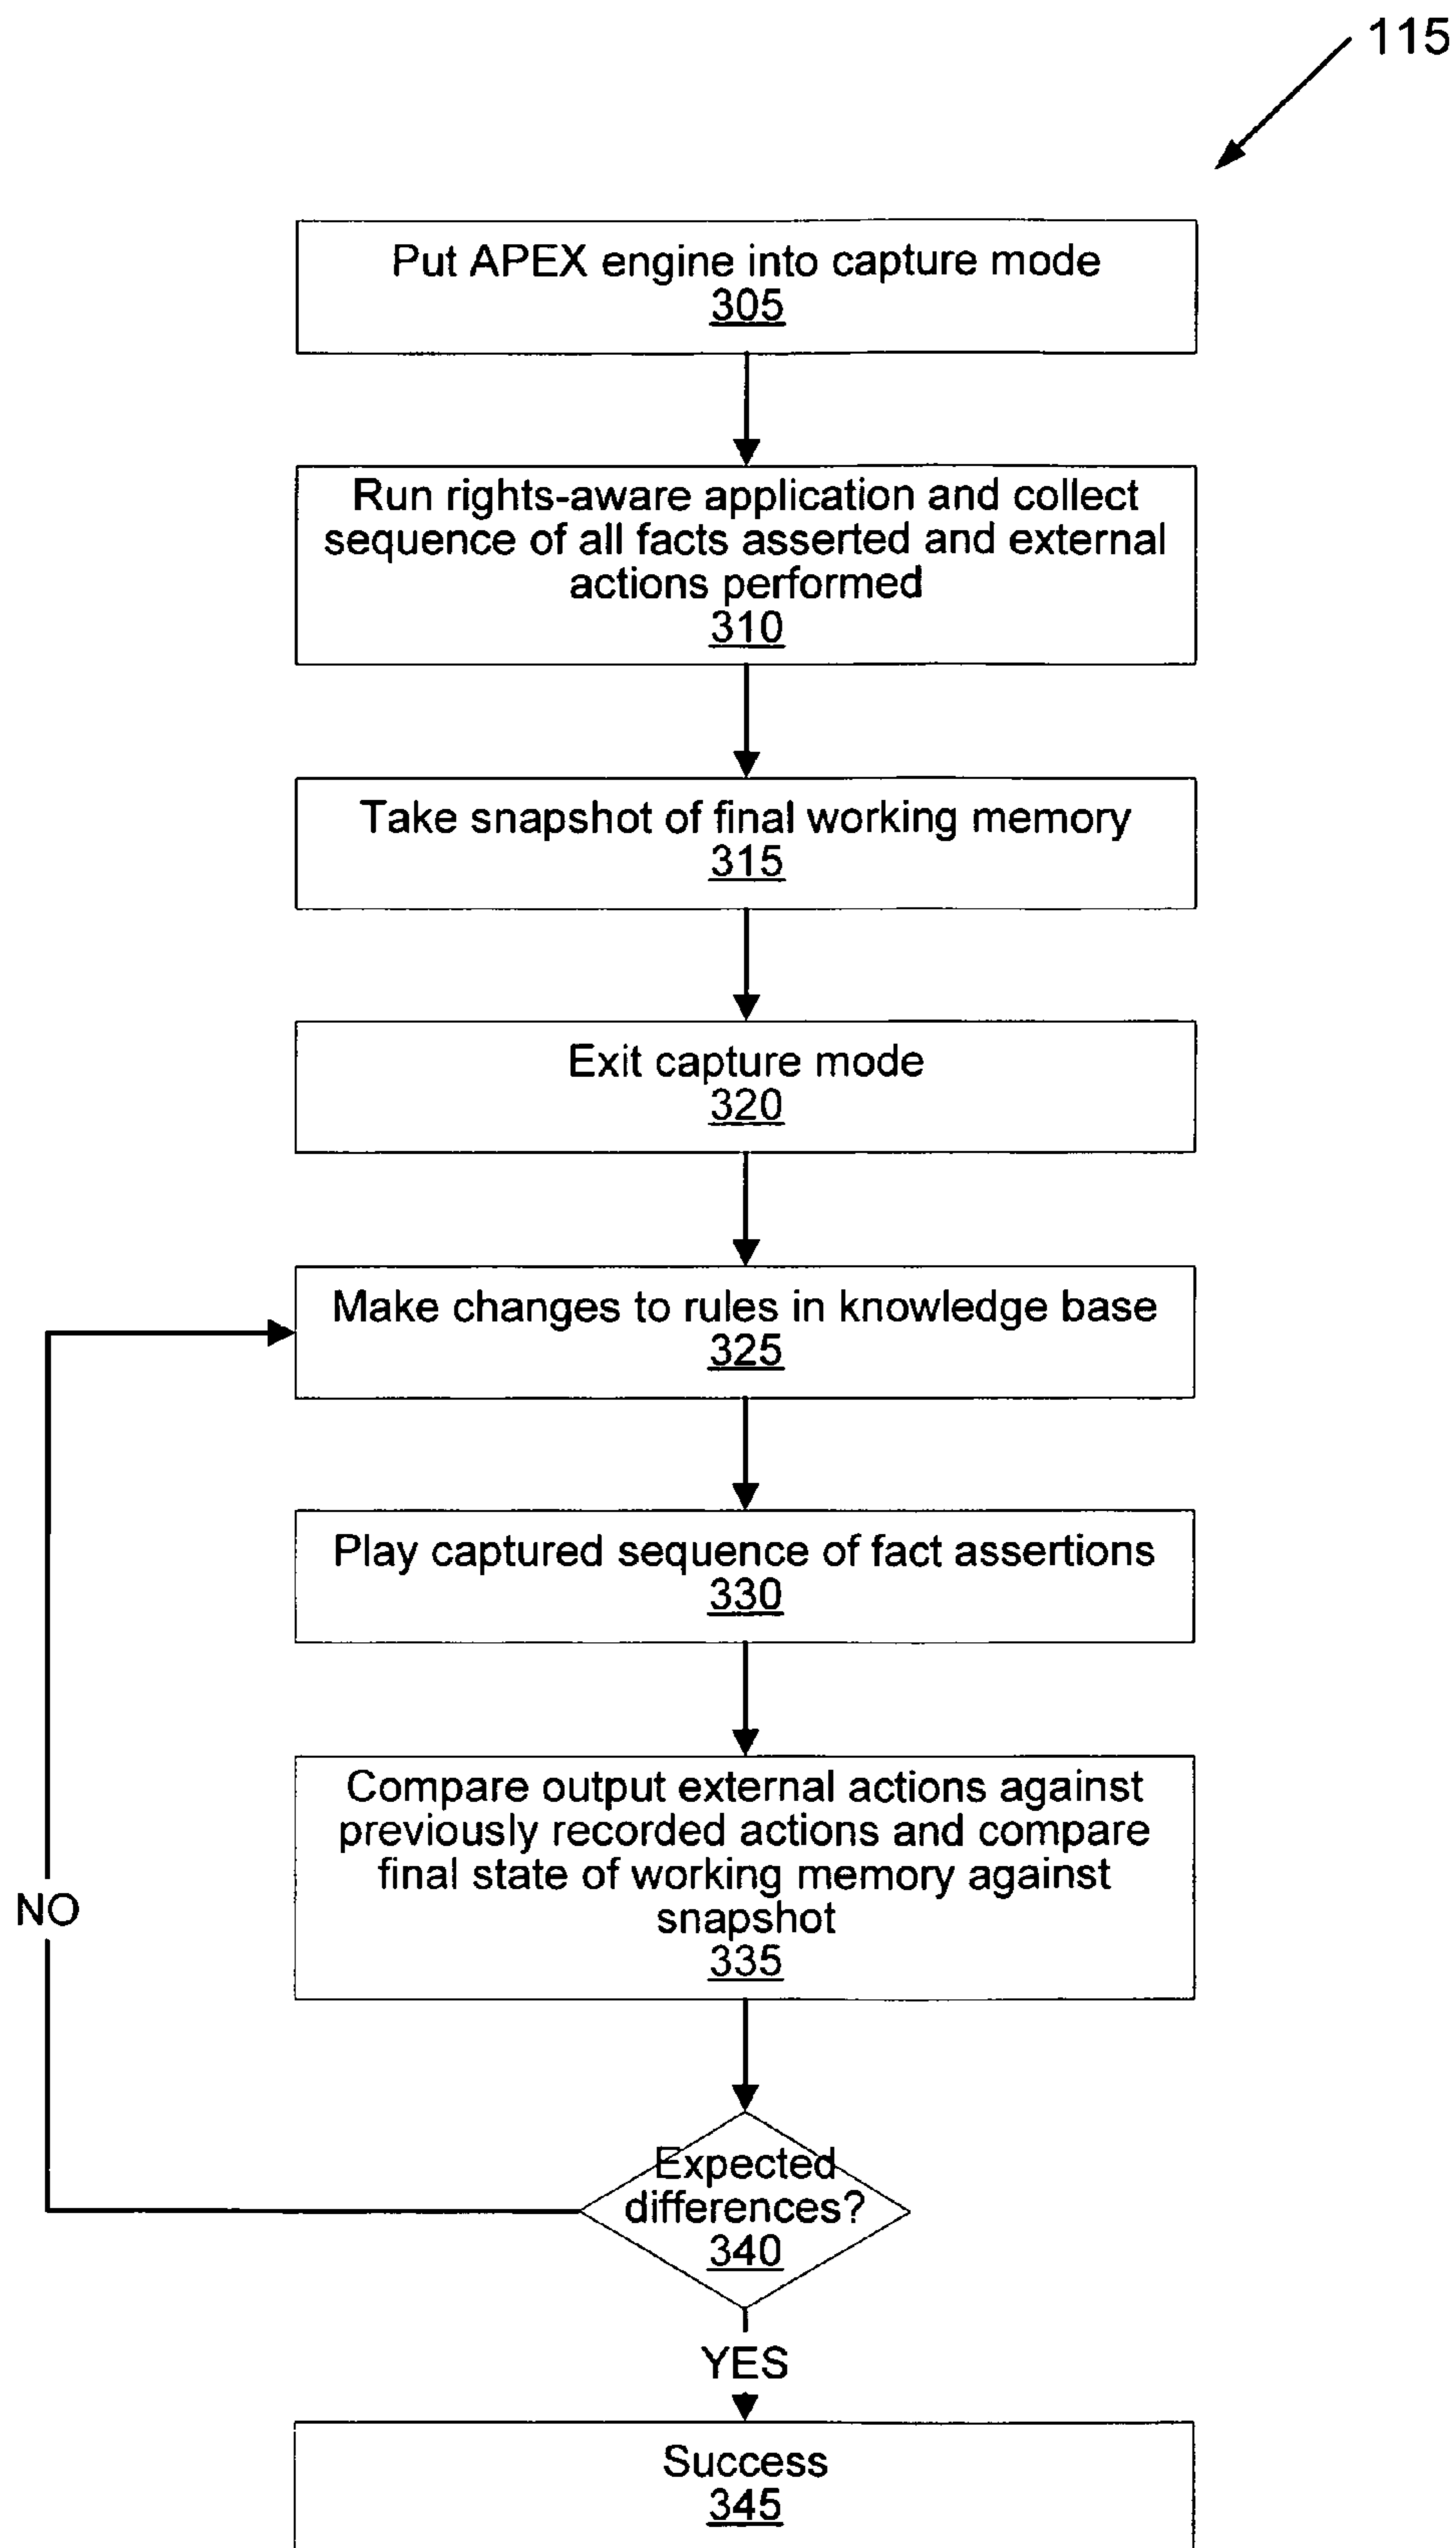 115
Put APEX engine into capture mode
305
Run rights-aware application and collect
sequence of all facts asserted and external
actions performed
310
Take snapshot of final working memory
315
Exit capture mode
320
Make changes to rules in knowledge base
325
Play captured sequence of fact assertions
330
Compare output external actions against
previously recorded actions and compare
final state of working memory against
snapshot
335
NO
Expected
differences?
340
YES
Success
345